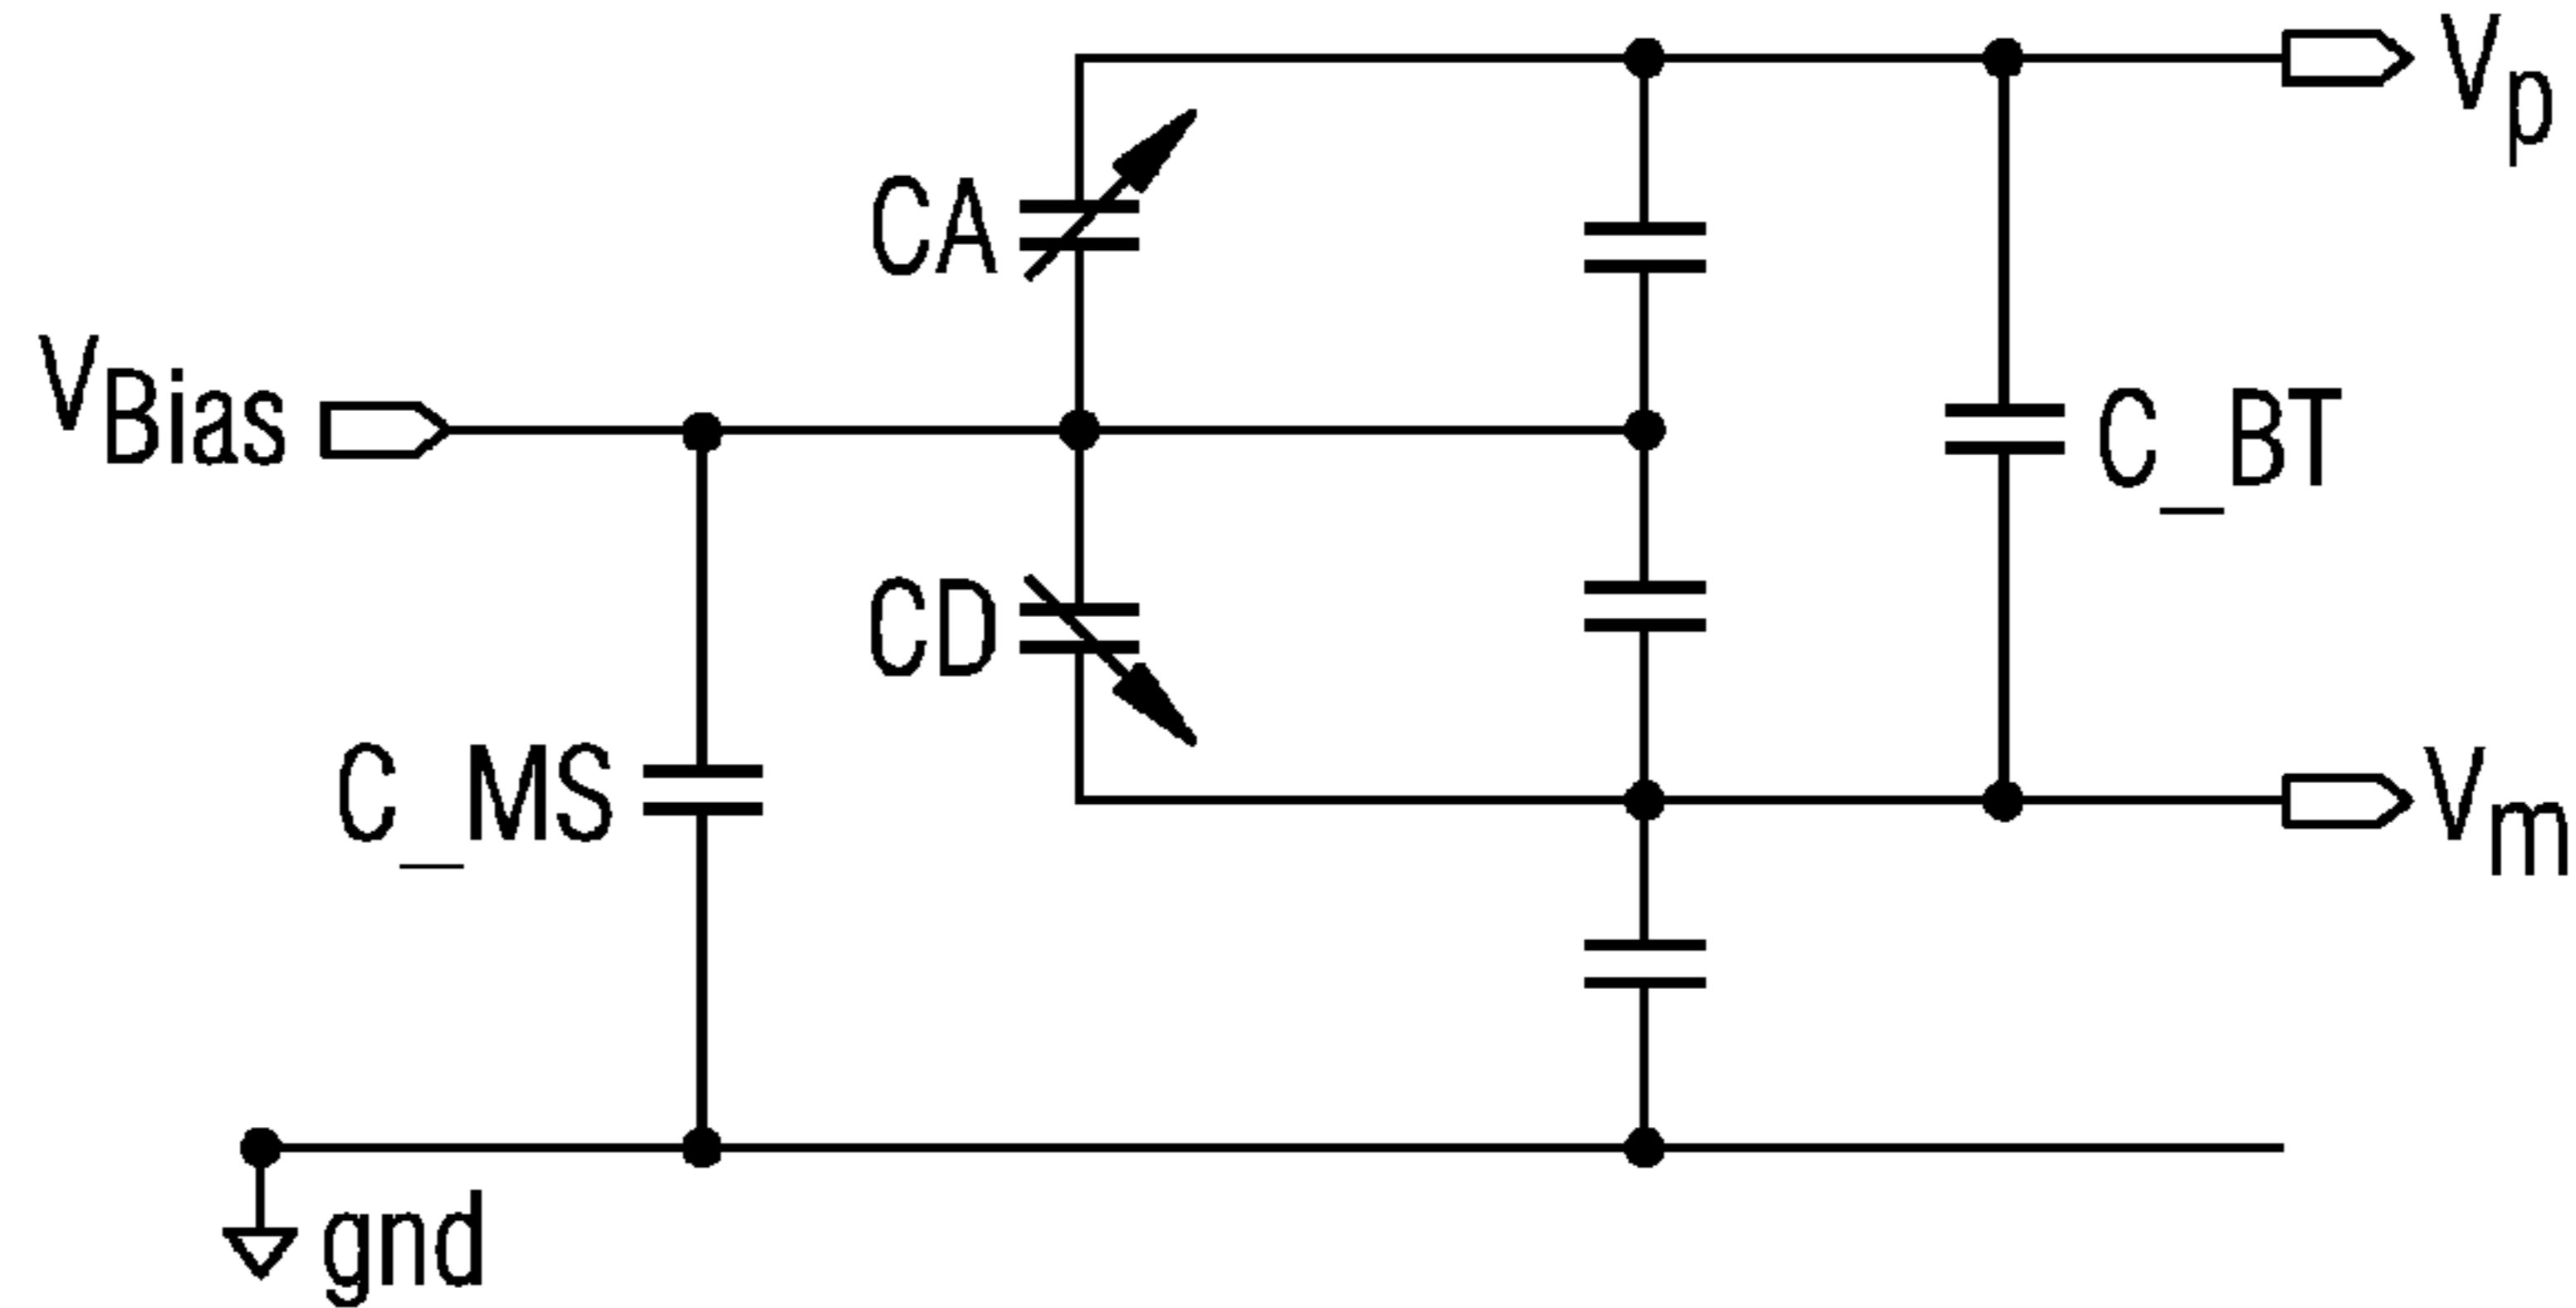 Vp
CA
VBias
C_BT
CD
C_MS
Vm
gnd